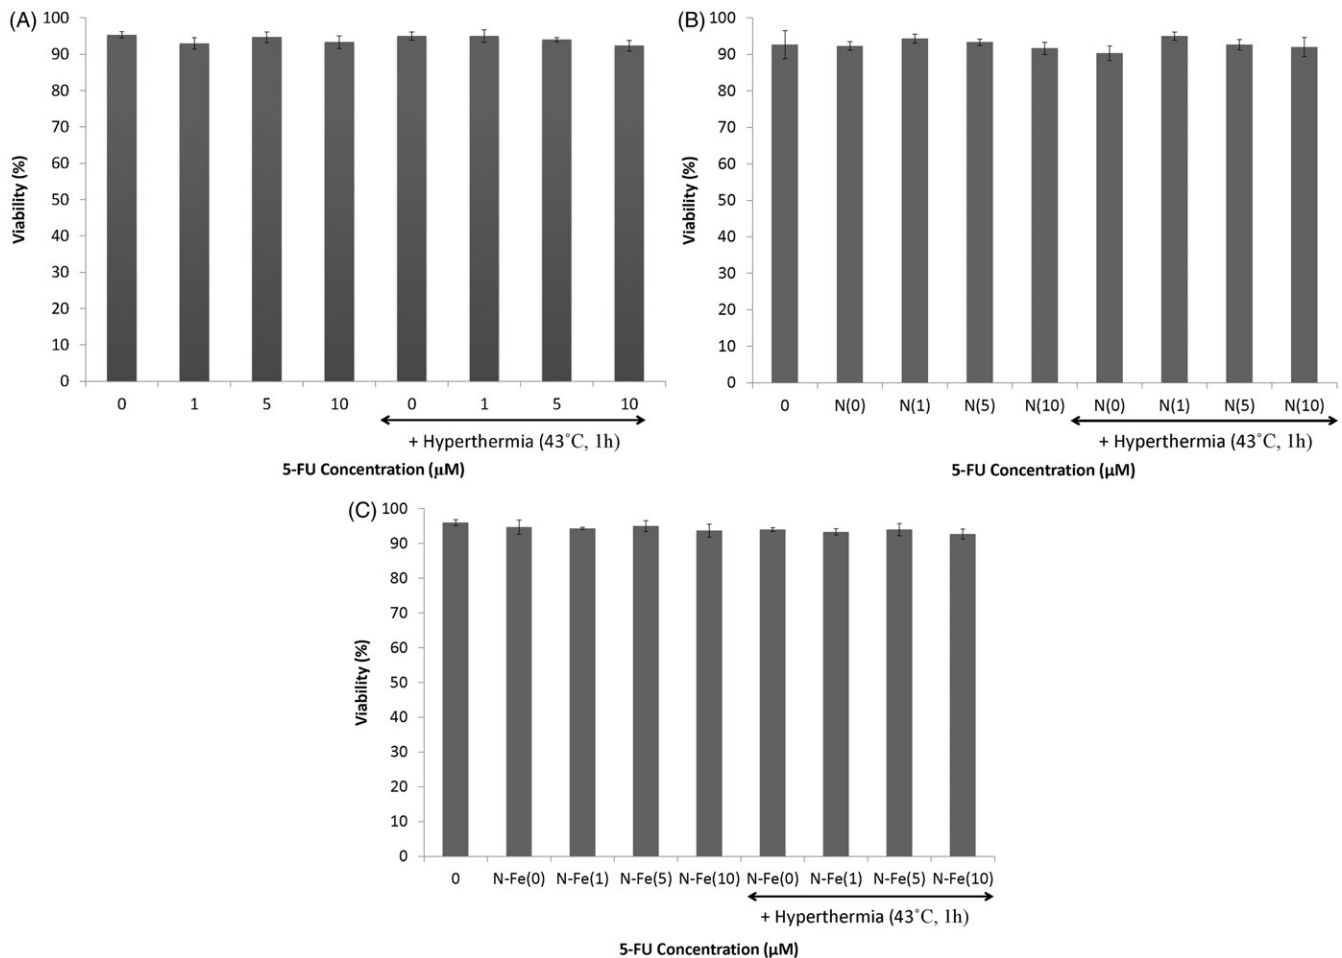 (A)
100
90
80
70
60
50
40
30
20
10
0
Viability (%)
0 1 5 10 0 1 5 10
+ Hyperthermia (43˚C, 1h)
5-FU Concentration (μM)
(B)
100
90
80
70
60
50
40
30
20
10
0
Viability (%)
0 N(0) N(1) N(5) N(10) N(0) N(1) N(5) N(10)
+ Hyperthermia (43˚C, 1h)
5-FU Concentration (μM)
(C)
100
90
80
70
60
50
40
30
20
10
0
Viability (%)
0 N-Fe(0) N-Fe(1) N-Fe(5) N-Fe(10) N-Fe(0) N-Fe(1) N-Fe(5) N-Fe(10)
+ Hyperthermia (43˚C, 1h)
5-FU Concentration (μM)